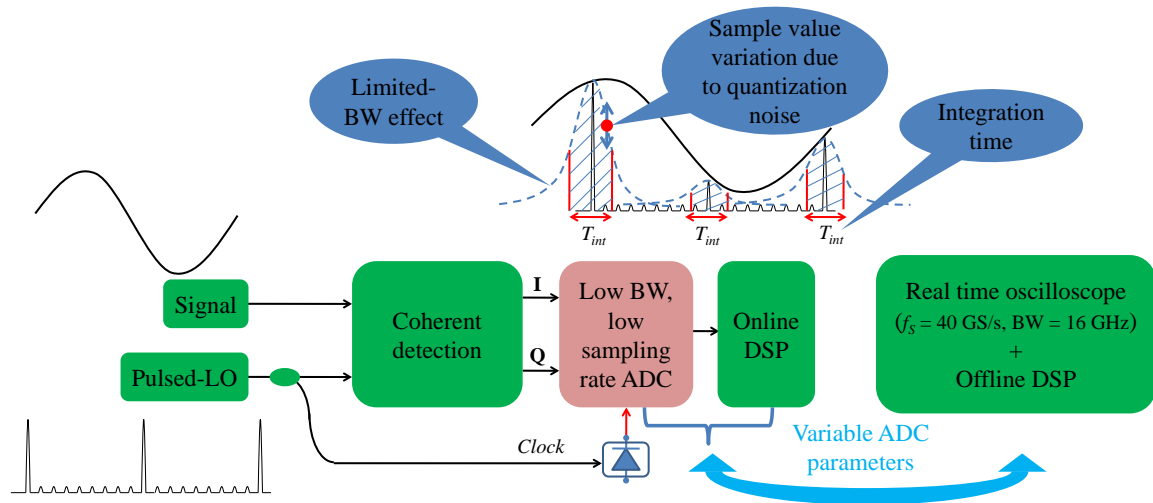 Sample value
variation due
to quantization
noise
Limited-
BW effect
Integration
time
T_int
T_int
T_int
Signal
Pulsed-LO
Coherent
detection
I
Q
Low BW,
low
sampling
rate ADC
Online
DSP
Real time oscilloscope
(f_S = 40 GS/s, BW = 16 GHz)
+
Offline DSP
Clock
Variable ADC
parameters